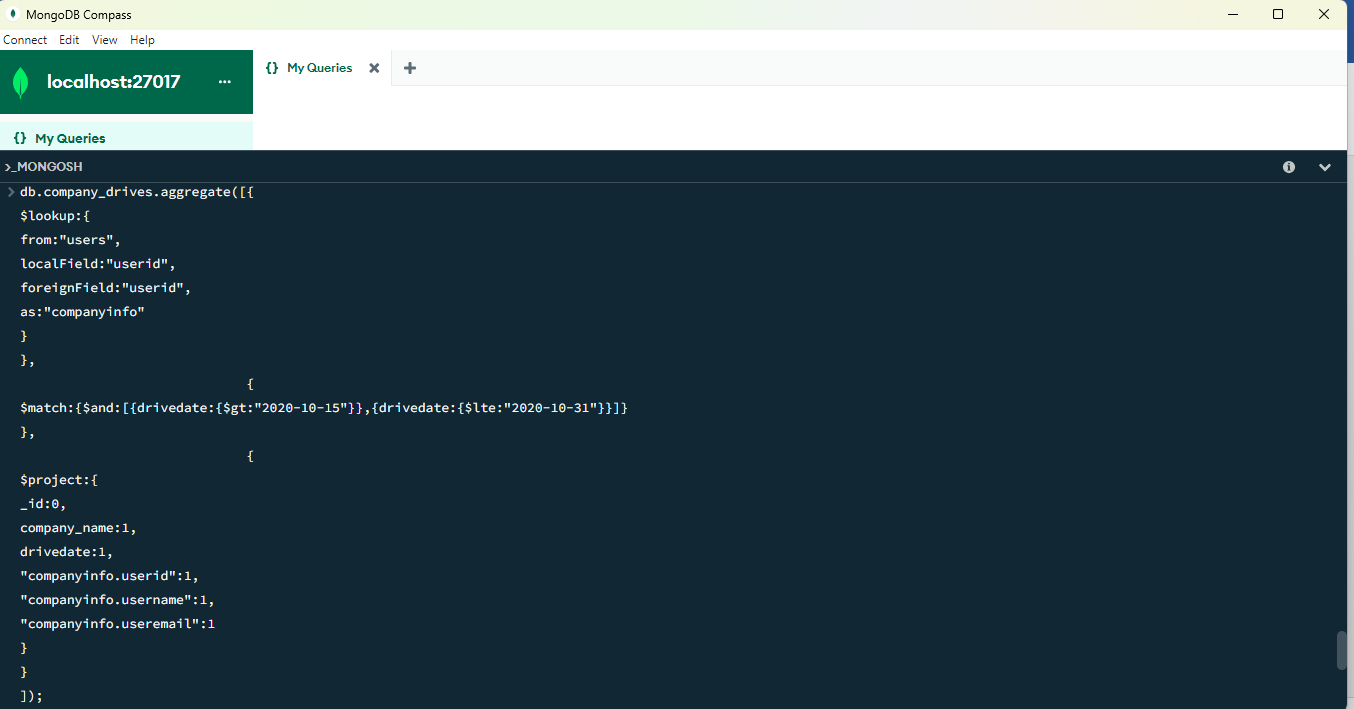 MongoDB Compass
Connect Edit View Help
localhost:27017 ...
{} My Queries
{} My Queries
>_MONGOSH
> db.company_drives.aggregate([{
$lookup:{
from:"users",
localField:"userid",
foreignField:"userid",
as:"companyinfo"
}
},
{
$match:{$and:[{drivedate:{$gt:"2020-10-15"}},{drivedate:{$lte:"2020-10-31"}}]}
},
{
$project:{
_id:0,
company_name:1,
drivedate:1,
"companyinfo.userid":1,
"companyinfo.username":1,
"companyinfo.useremail":1
}
}
]);